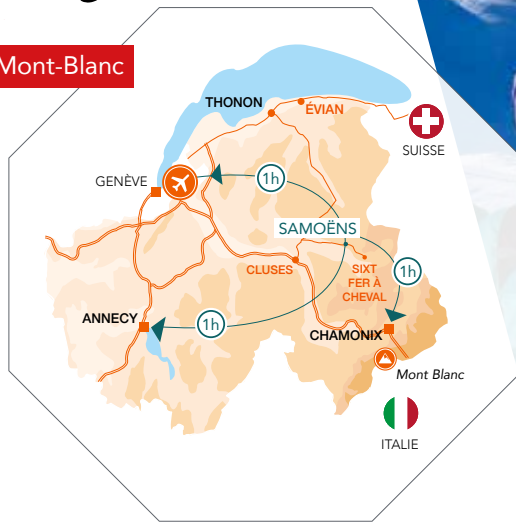 Mont-Blanc
THONON
ÉVIAN
SUISSE
GENÈVE
1h
SAMOËNS
CLUSES
SIXT
FER À
CHEVAL
1h
ANNECY
1h
CHAMONIX
Mont Blanc
ITALIE